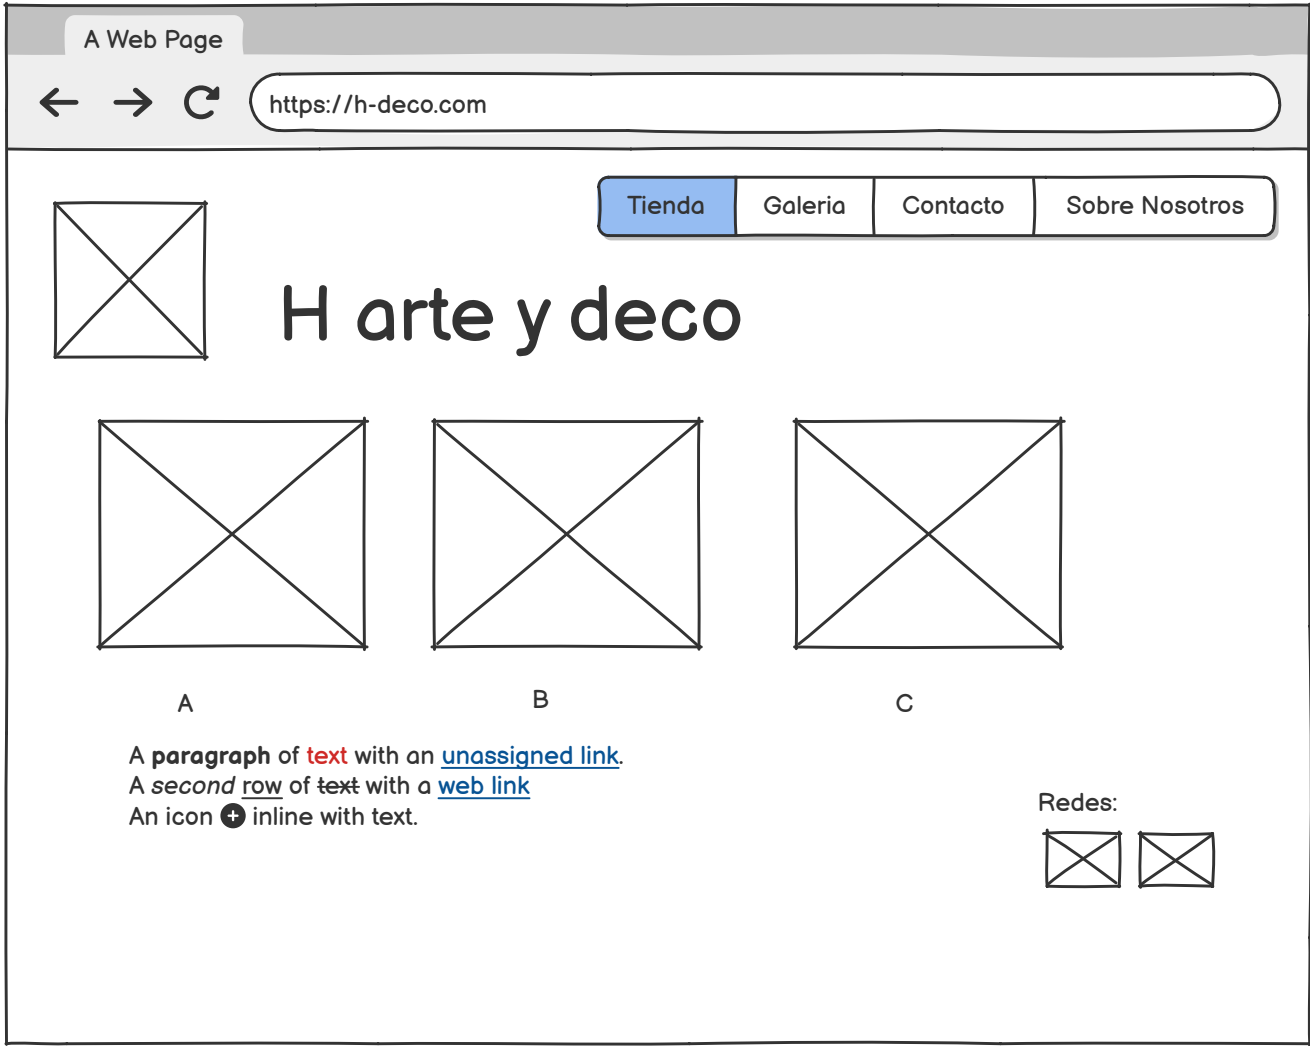 A Web Page
https://h-deco.com
Tienda Galeria Contacto Sobre Nosotros
H arte y deco
A B C
A paragraph of text with an unassigned link.
A second row of text with a web link
An icon inline with text.
Redes: